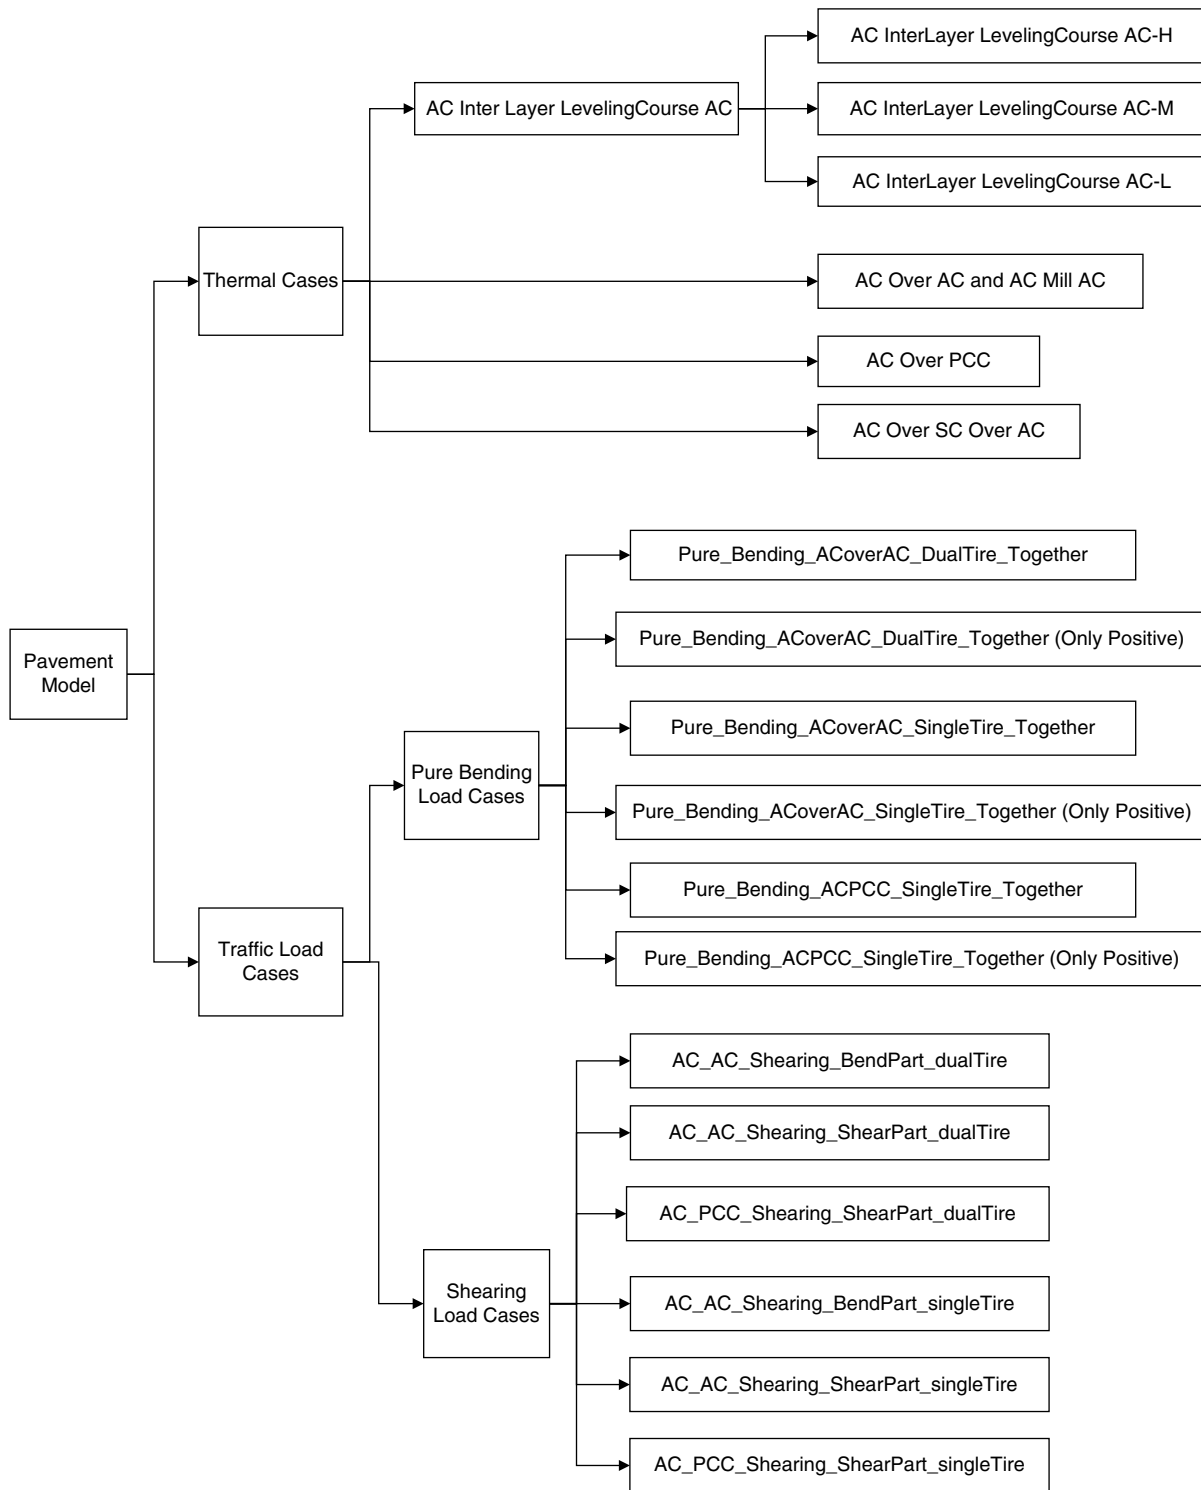 AC InterLayer LevelingCourse AC-H
AC Inter Layer LevelingCourse AC
AC InterLayer LevelingCourse AC-M
AC InterLayer LevelingCourse AC-L
Thermal Cases
AC Over AC and AC Mill AC
AC Over PCC
AC Over SC Over AC
Pavement
Model
Pure_Bending_ACoverAC_DualTire_Together
Pure_Bending_ACoverAC_DualTire_Together (Only Positive)
Pure_Bending_ACoverAC_SingleTire_Together
Pure Bending
Load Cases
Pure_Bending_ACoverAC_SingleTire_Together (Only Positive)
Pure_Bending_ACPCC_SingleTire_Together
Pure_Bending_ACPCC_SingleTire_Together (Only Positive)
Traffic Load
Cases
AC_AC_Shearing_BendPart_dualTire
AC_AC_Shearing_ShearPart_dualTire
AC_PCC_Shearing_ShearPart_dualTire
Shearing
Load Cases
AC_AC_Shearing_BendPart_singleTire
AC_AC_Shearing_ShearPart_singleTire
AC_PCC_Shearing_ShearPart_singleTire